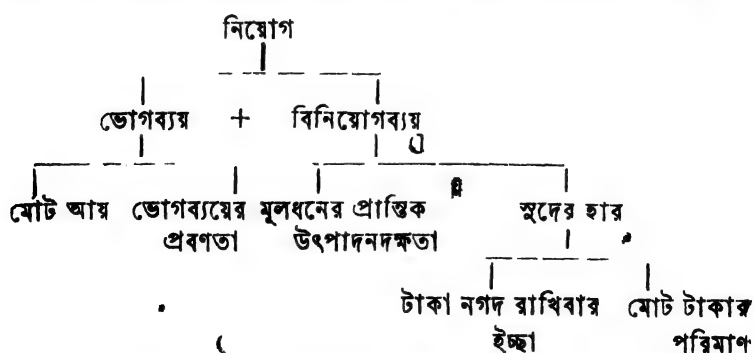 নিয়োগ
ভোগব্যয় + বিনিয়োগব্যয়
মোট আয় ভোগব্যয়ের মূলধনের প্রান্তিক সুদের হার
প্রবণতা উৎপাদনদক্ষতা
টাকা নগদ রাখিবার মোট টাকার
ইচ্ছা পরিমাণ